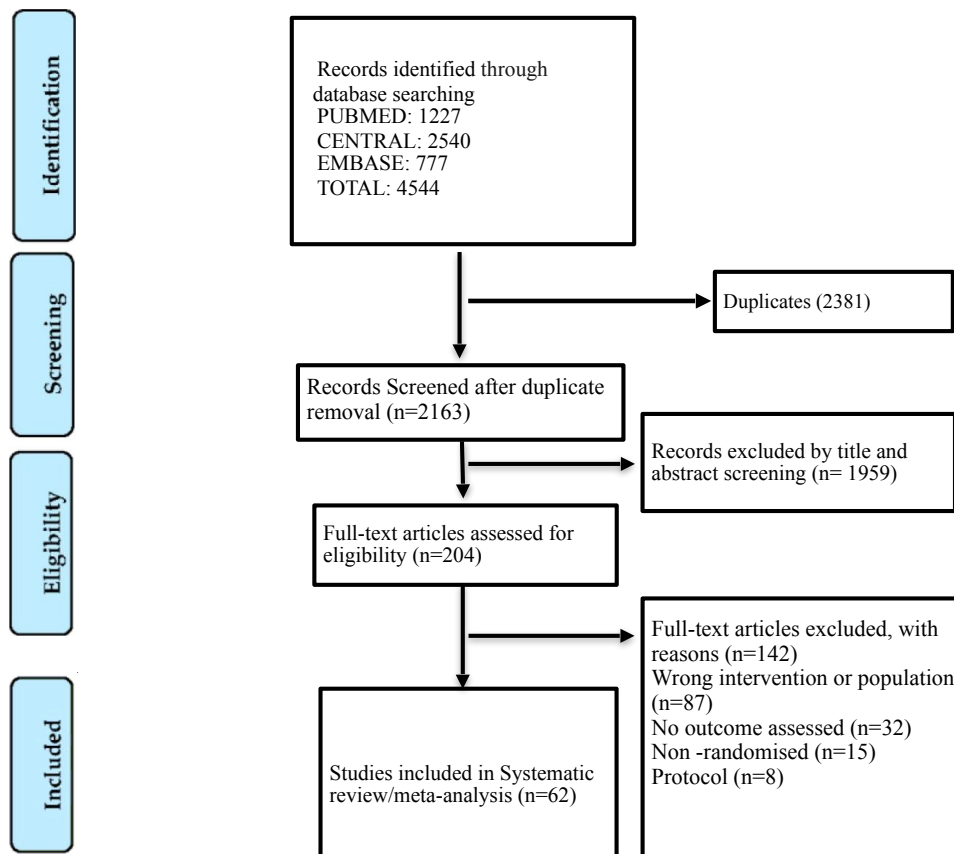 Identification
Records identified through
database searching
PUBMED: 1227
CENTRAL: 2540
EMBASE: 777
TOTAL: 4544
Screening
Duplicates (2381)
Records Screened after duplicate
removal (n=2163)
Records excluded by title and
abstract screening (n= 1959)
Eligibility
Full-text articles assessed for
eligibility (n=204)
Full-text articles excluded, with
reasons (n=142)
Wrong intervention or population
(n=87)
No outcome assessed (n=32)
Non -randomised (n=15)
Protocol (n=8)
Included
Studies included in Systematic
review/meta-analysis (n=62)